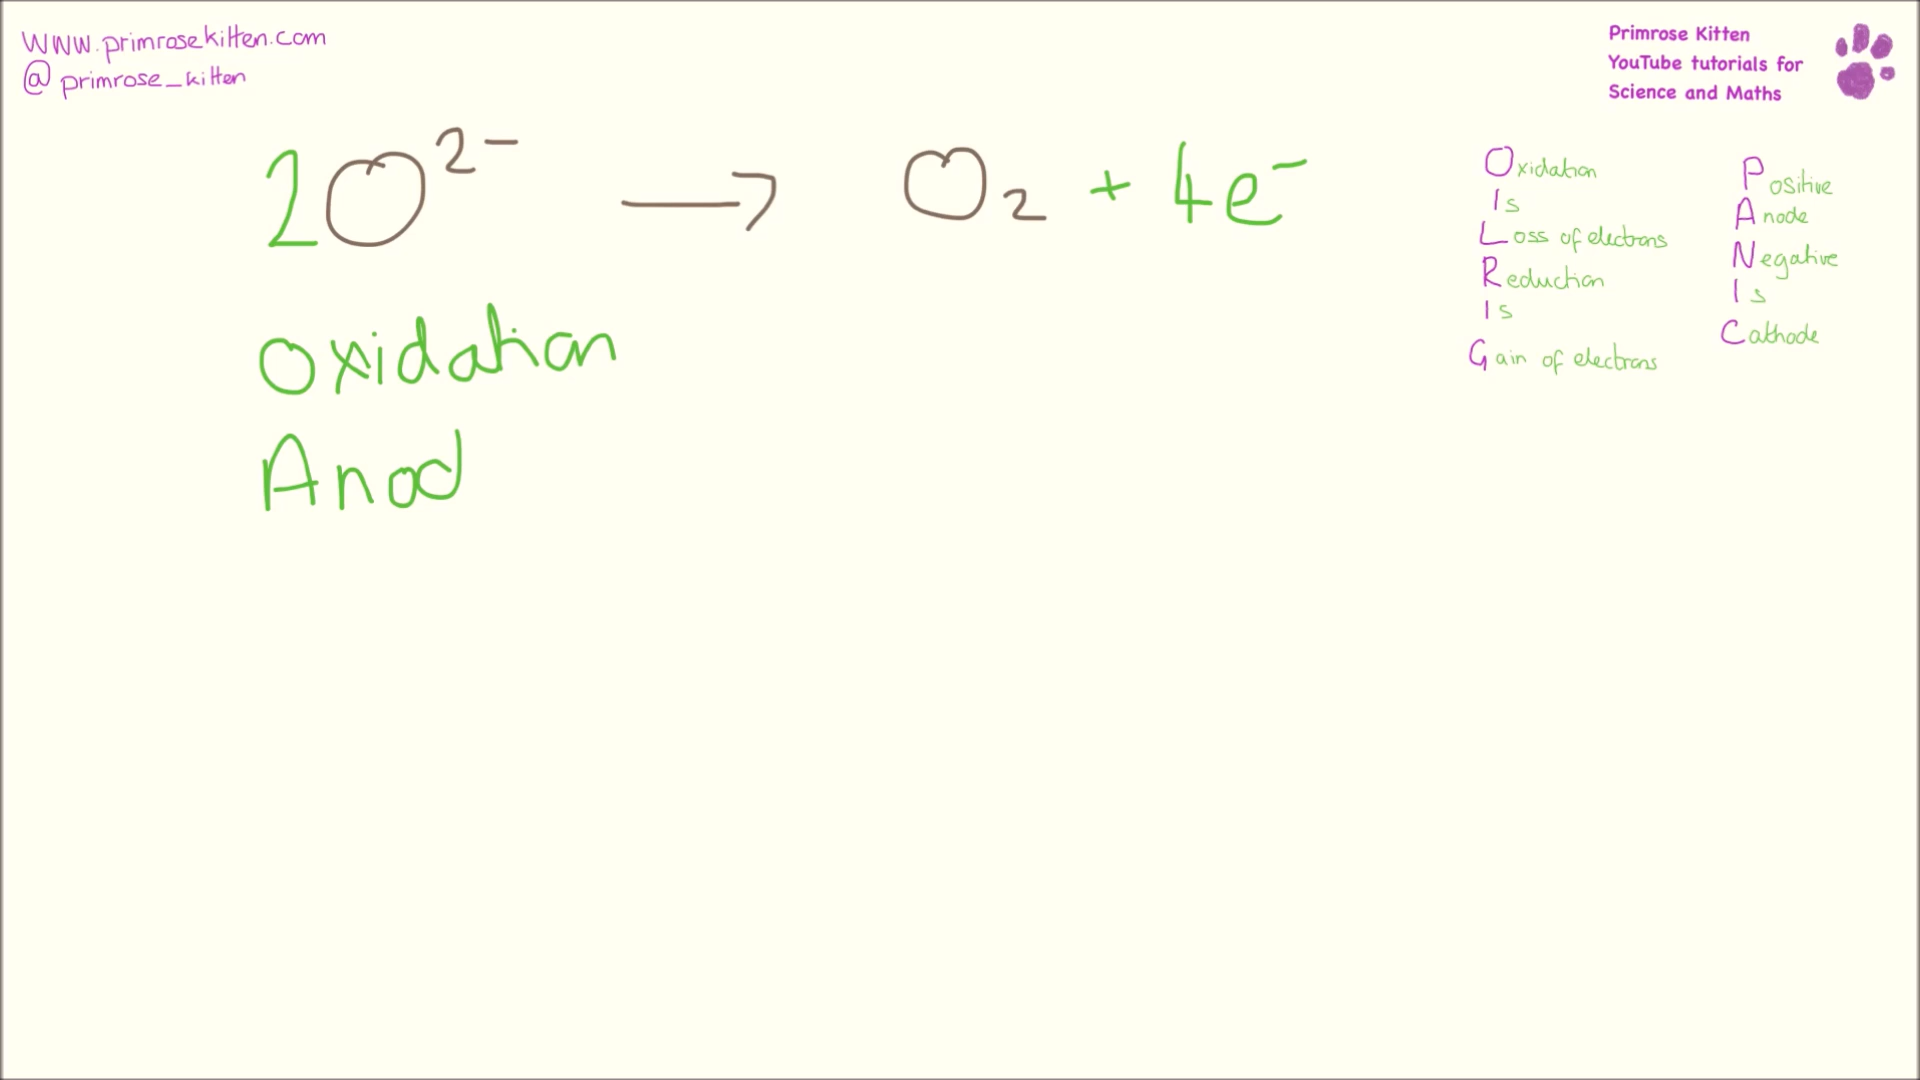 www.primrosekitten.com
@primrose_kitten
Primrose Kitten
YouTube tutorials for
Science and Maths
2O²⁻ → O₂ + 4e⁻
Oxidation
Anod
Oxidation
Is
Loss of electrons
Reduction
Is
Gain of electrons
Positive
Anode
Negative
Is
Cathode